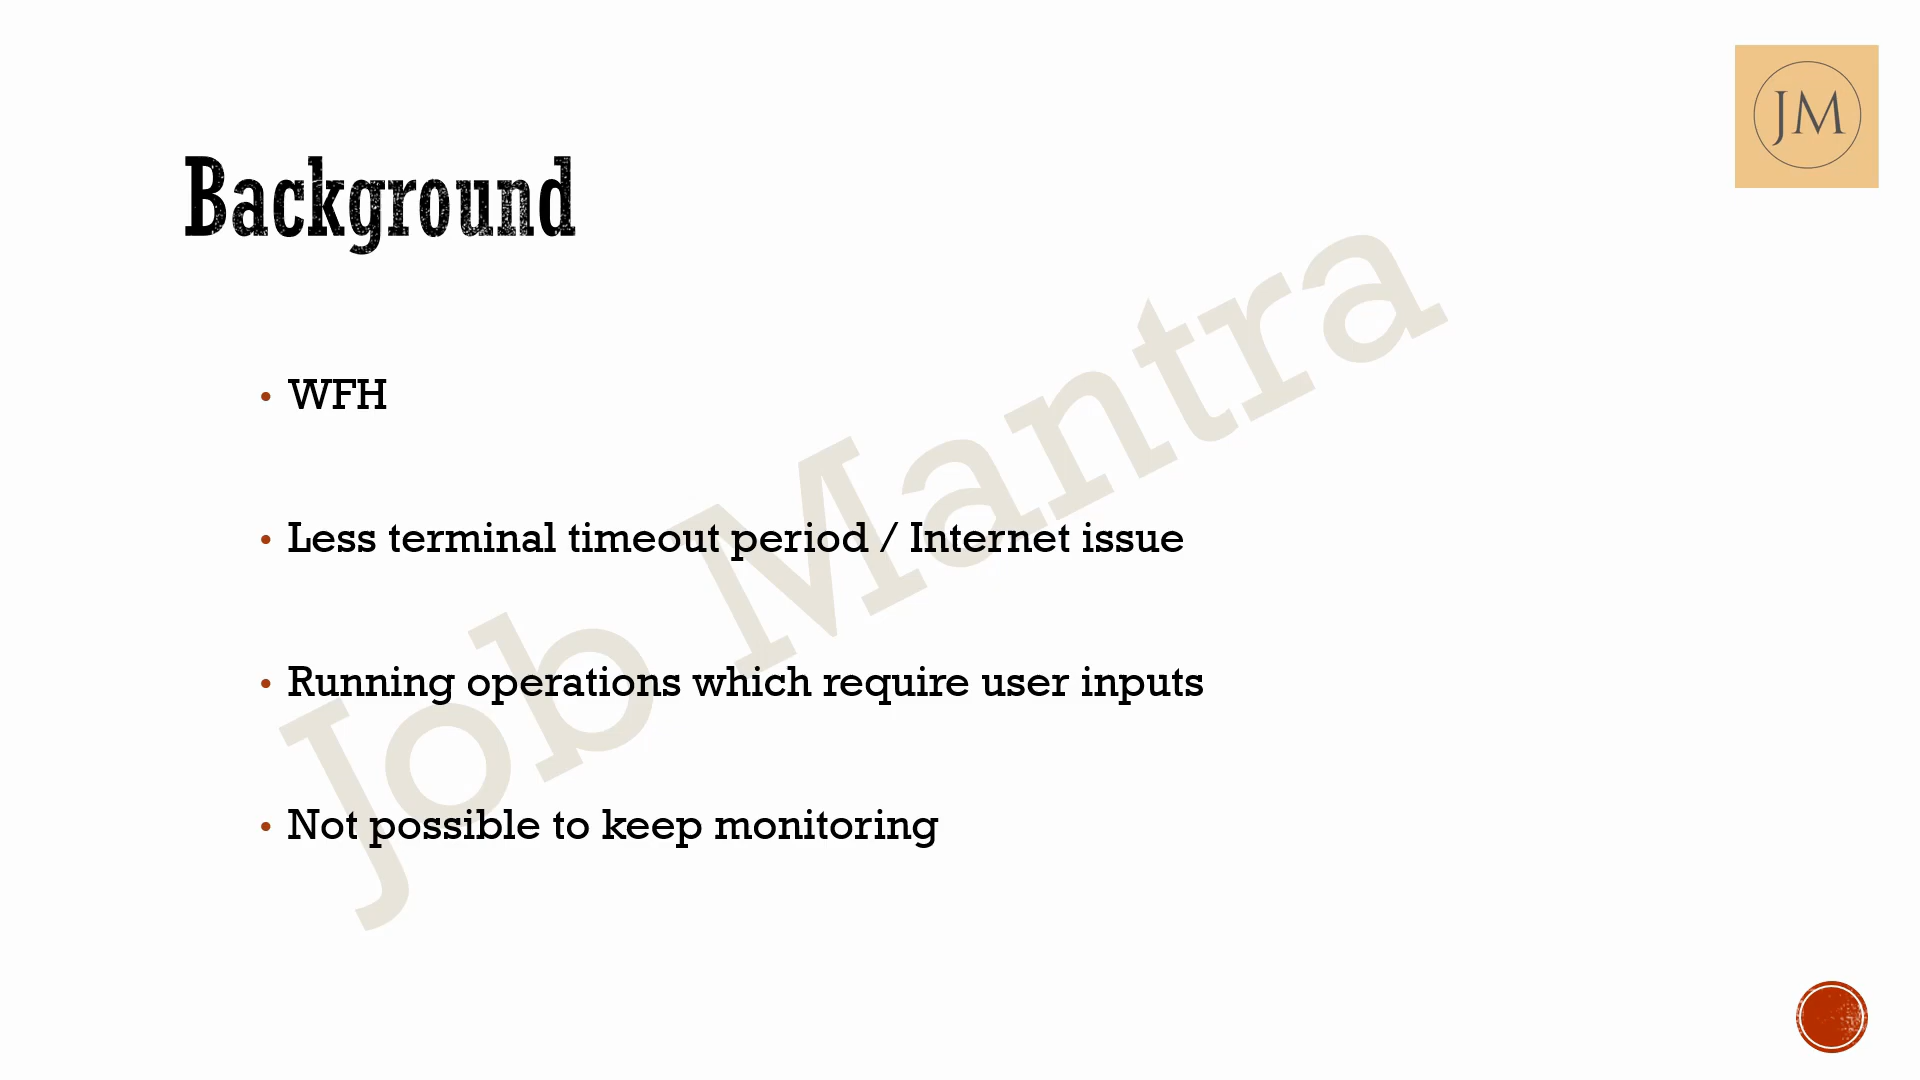 JM
Background
• WFH
• Less terminal timeout period / Internet issue
• Running operations which require user inputs
• Not possible to keep monitoring
Job Mantra